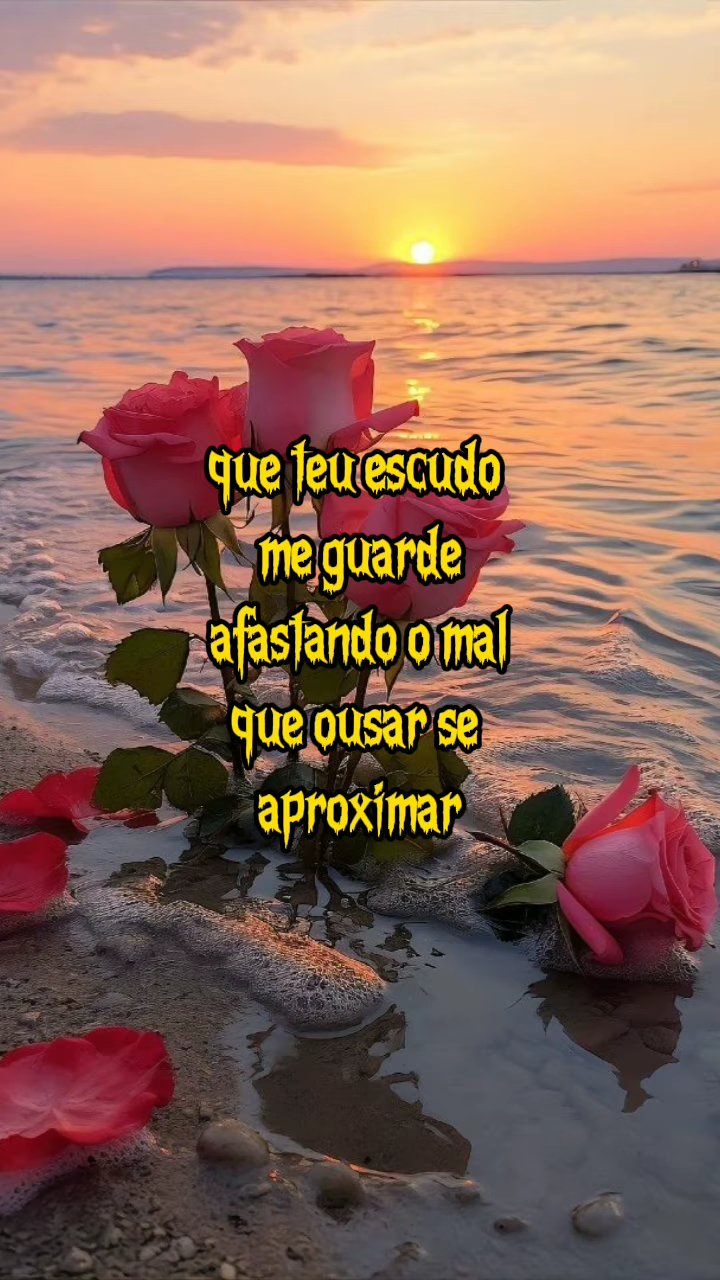 que teu escudo
me guarde
afastando o mal
que ousar se
aproximar